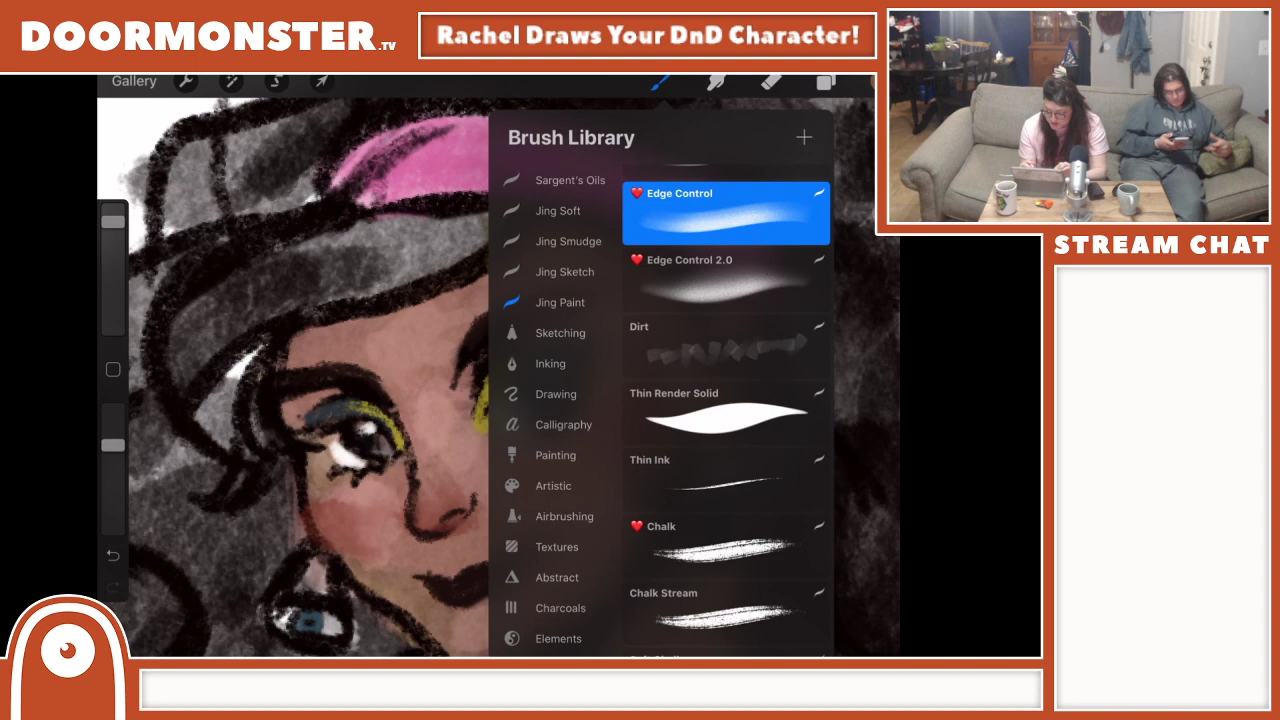 DOORMONSTER.TV
Rachel Draws Your DnD Character!
Gallery
Brush Library
Sargent's Oils
Jing Soft
Jing Smudge
Jing Sketch
Jing Paint
Sketching
Inking
Drawing
Calligraphy
Painting
Artistic
Airbrushing
Textures
Abstract
Charcoals
Elements
Edge Control
Edge Control 2.0
Dirt
Thin Render Solid
Thin Ink
Chalk
Chalk Stream
STREAM CHAT